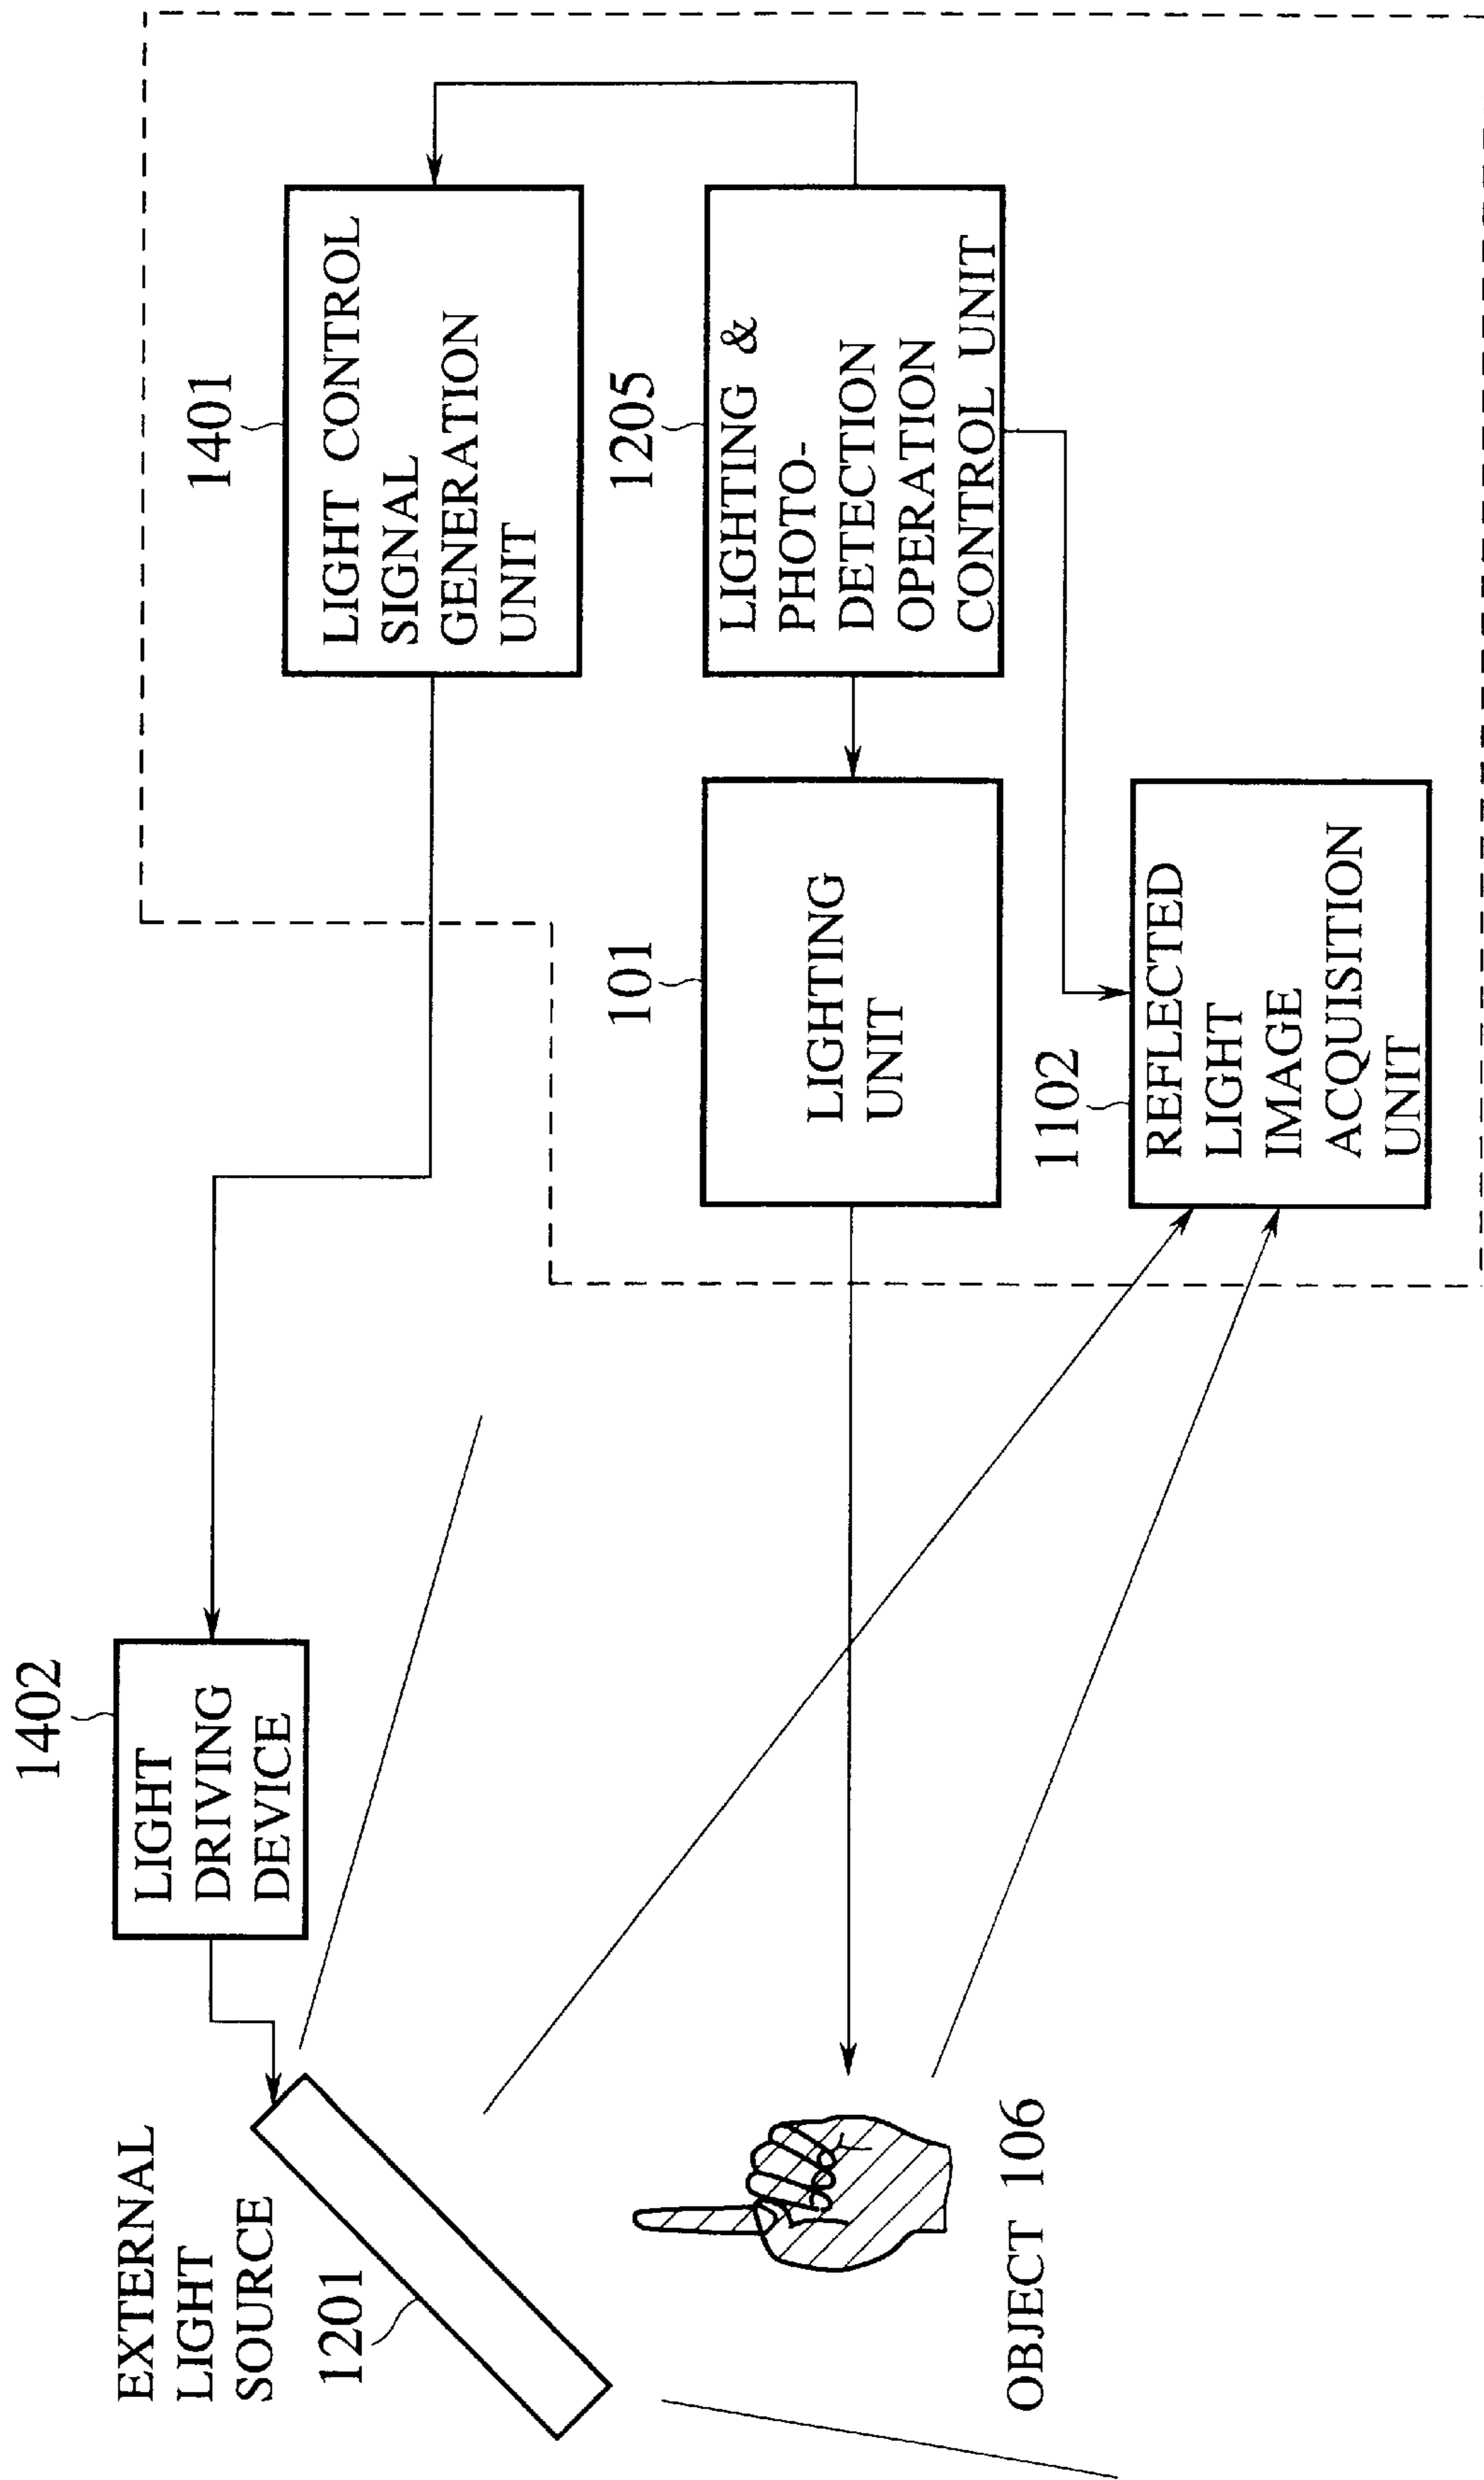 EXTERNAL
LIGHT
SOURCE
1201
1402
LIGHT
DRIVING
DEVICE
1401
LIGHT CONTROL
SIGNAL
GENERATION
UNIT
101
LIGHTING
UNIT
1205
LIGHTING &
PHOTO-
DETECTION
OPERATION
CONTROL UNIT
OBJECT 106
1102
REFLECTED
LIGHT
IMAGE
ACQUISITION
UNIT